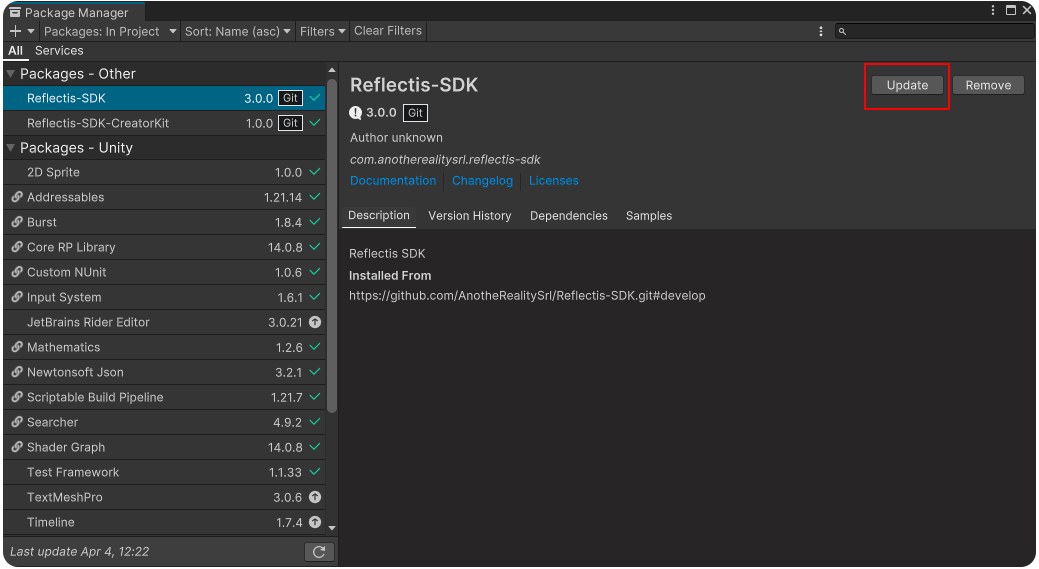 Package Manager
Packages: In Project Sort: Name (asc) Filters Clear Filters
All Services
Packages - Other
Reflectis-SDK 3.0.0 Git
Reflectis-SDK-CreatorKit 1.0.0 Git
Packages - Unity
2D Sprite 1.0.0
Addressables 1.21.14
Burst 1.8.4
Core RP Library 14.0.8
Custom NUnit 1.0.6
Input System 1.6.1
JetBrains Rider Editor 3.0.21
Mathematics 1.2.6
Newtonsoft Json 3.2.1
Scriptable Build Pipeline 1.21.7
Searcher 4.9.2
Shader Graph 14.0.8
Test Framework 1.1.33
TextMeshPro 3.0.6
Timeline 1.7.4
Last update Apr 4, 12:22
Reflectis-SDK
Update Remove
3.0.0 Git
Author unknown
com.anotherealitysrl.reflectis-sdk
Documentation Changelog Licenses
Description Version History Dependencies Samples
Reflectis SDK
Installed From
https://github.com/AnotheRealitySrl/Reflectis-SDK.git#develop